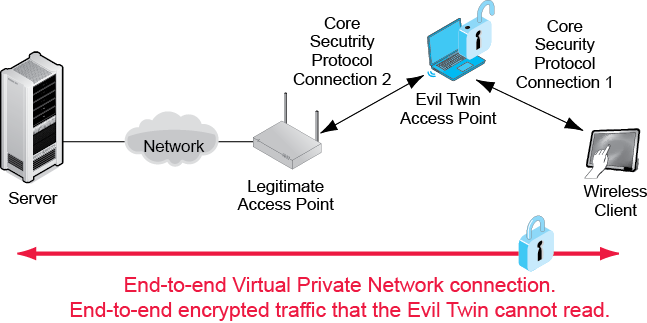 Core
Secutrity
Protocol
Connection 2
Core
Security
Protocol
Connection 1
Evil Twin
Access Point
Network
Server
Legitimate
Access Point
Wireless
Client
End-to-end Virtual Private Network connection.
End-to-end encrypted traffic that the Evil Twin cannot read.